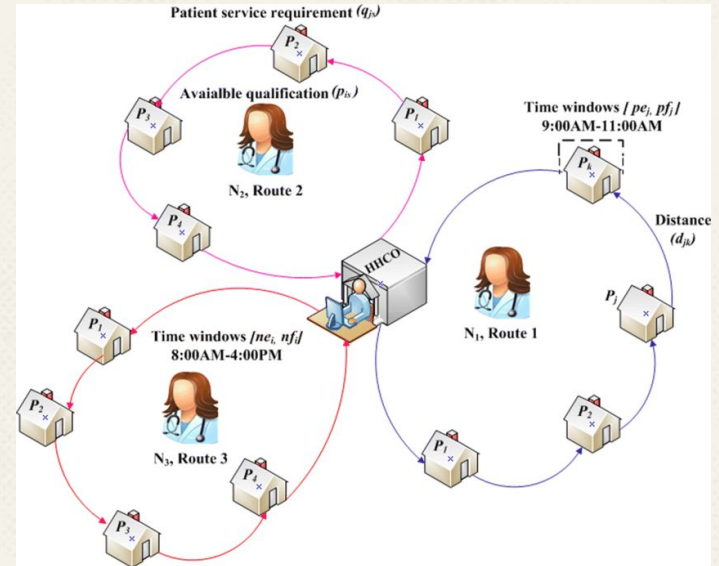 Patient service requirement (qjs)
P2
Avaialble qualification (pis)
P3
P1
N2, Route 2
P4
Time windows [pej, pfj]
9:00AM-11:00AM
Pk
Distance
(djk)
HHCO
N1, Route 1
Pj
P1
P2
Time windows [nei, nfi]
8:00AM-4:00PM
P1
P2
N3, Route 3
P4
P3